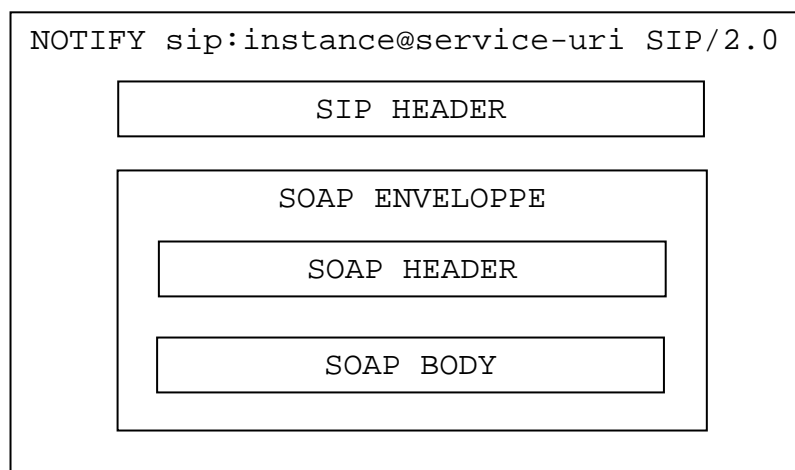 NOTIFY sip:instance@service-uri SIP/2.0
SIP HEADER
SOAP ENVELOPPE
SOAP HEADER
SOAP BODY